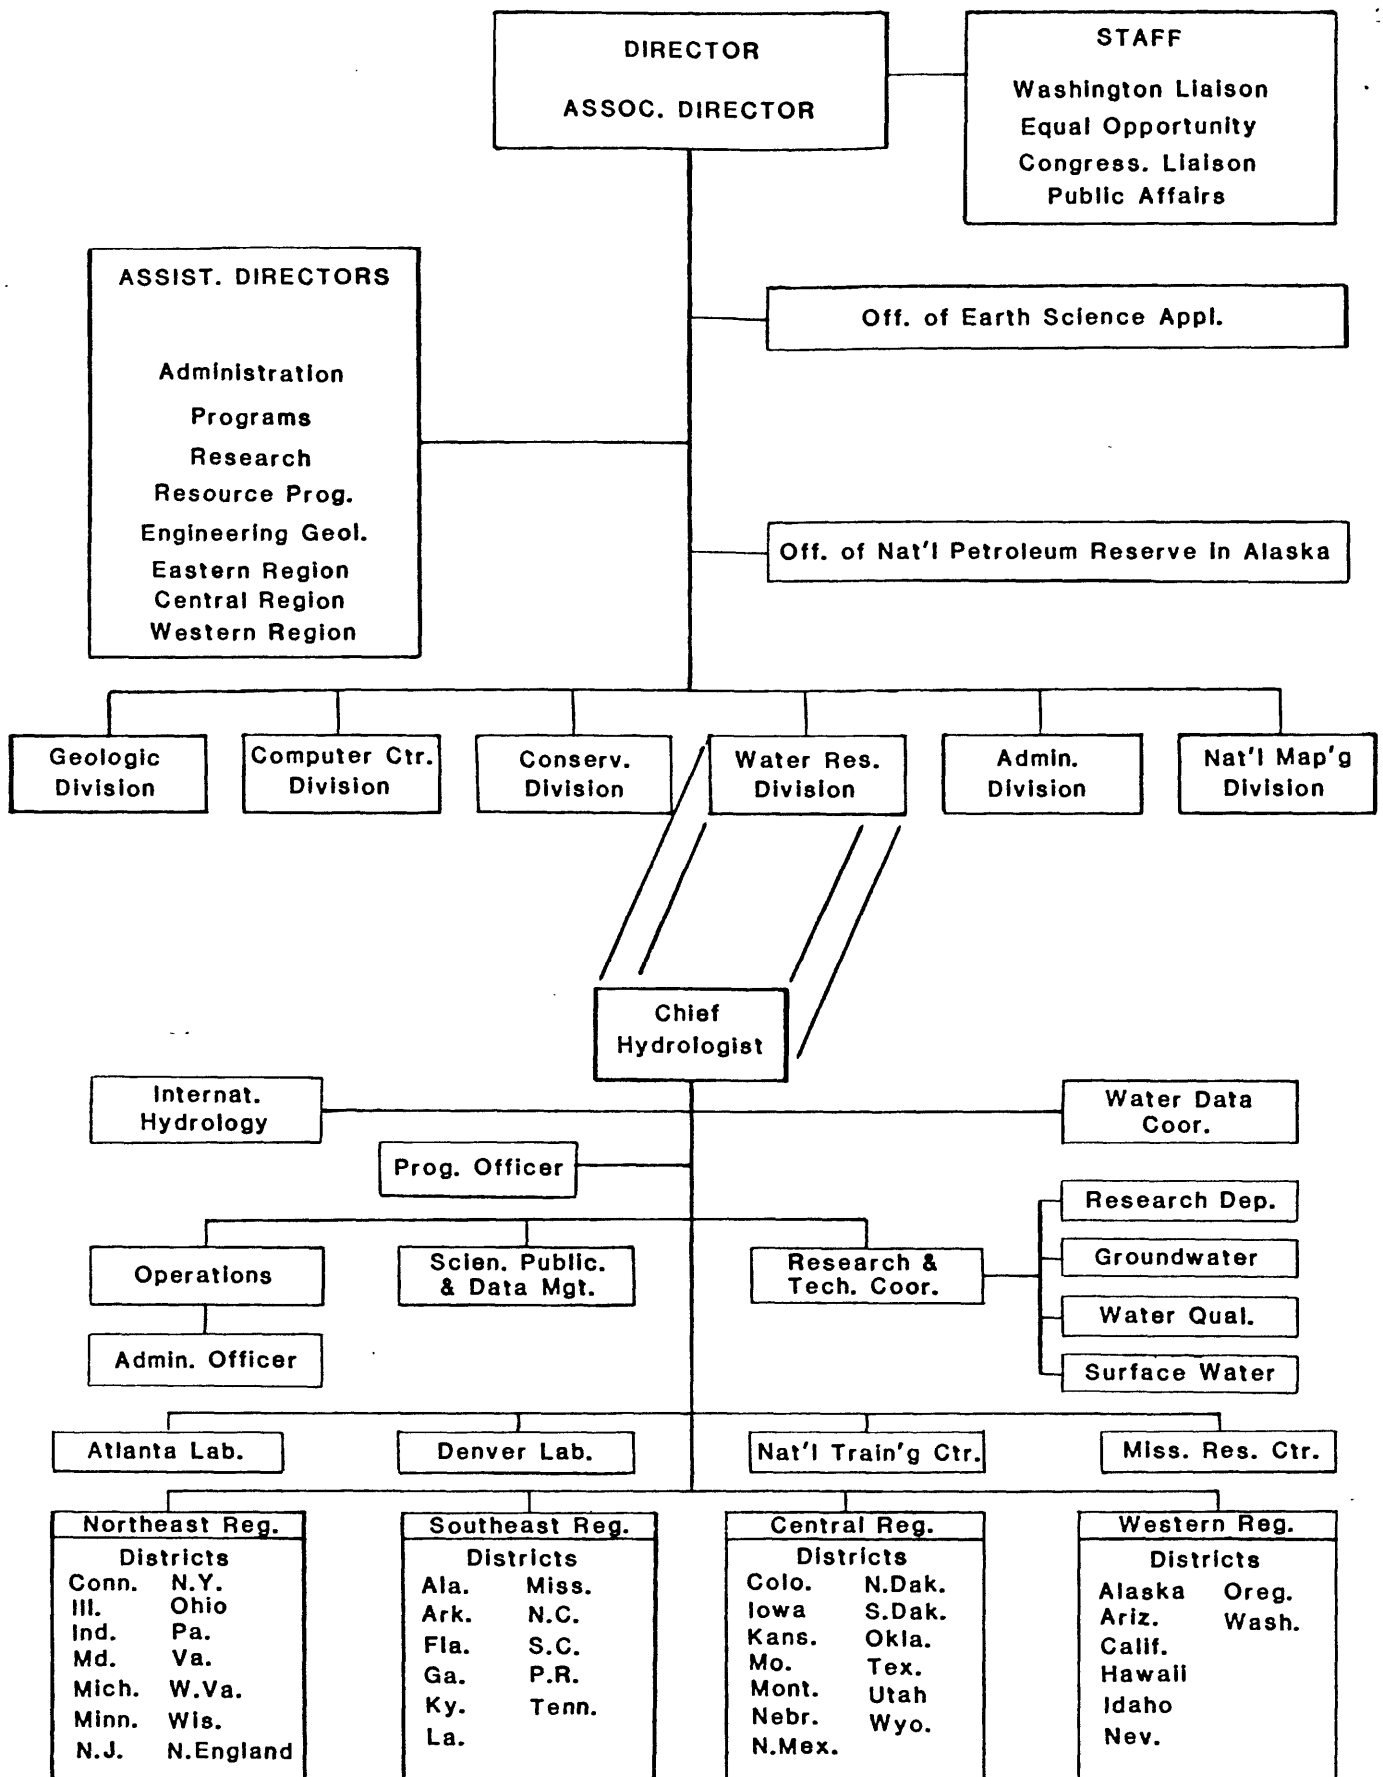 DIRECTOR
ASSOC. DIRECTOR
STAFF
Washington Liaison
Equal Opportunity
Congress. Liaison
Public Affairs
ASSIST. DIRECTORS
Administration
Programs
Research
Resource Prog.
Engineering Geol.
Eastern Region
Central Region
Western Region
Off. of Earth Science Appl.
Off. of Nat'l Petroleum Reserve in Alaska
Geologic
Division
Computer Ctr.
Division
Conserv.
Division
Water Res.
Division
Admin.
Division
Nat'l Map'g
Division
Chief
Hydrologist
Internat.
Hydrology
Water Data
Coor.
Prog. Officer
Operations
Admin. Officer
Scien. Public.
& Data Mgt.
Research &
Tech. Coor.
Research Dep.
Groundwater
Water Qual.
Surface Water
Atlanta Lab.
Denver Lab.
Nat'l Train'g Ctr.
Miss. Res. Ctr.
Northeast Reg.
Districts
Conn. N.Y.
Ill. Ohio
Ind. Pa.
Md. Va.
Mich. W.Va.
Minn. Wis.
N.J. N.England
Southeast Reg.
Districts
Ala. Miss.
Ark. N.C.
Fla. S.C.
Ga. P.R.
Ky. Tenn.
La.
Central Reg.
Districts
Colo. N.Dak.
Iowa S.Dak.
Kans. Okla.
Mo. Tex.
Mont. Utah
Nebr. Wyo.
N.Mex.
Western Reg.
Districts
Alaska Oreg.
Ariz. Wash.
Calif.
Hawaii
Idaho
Nev.